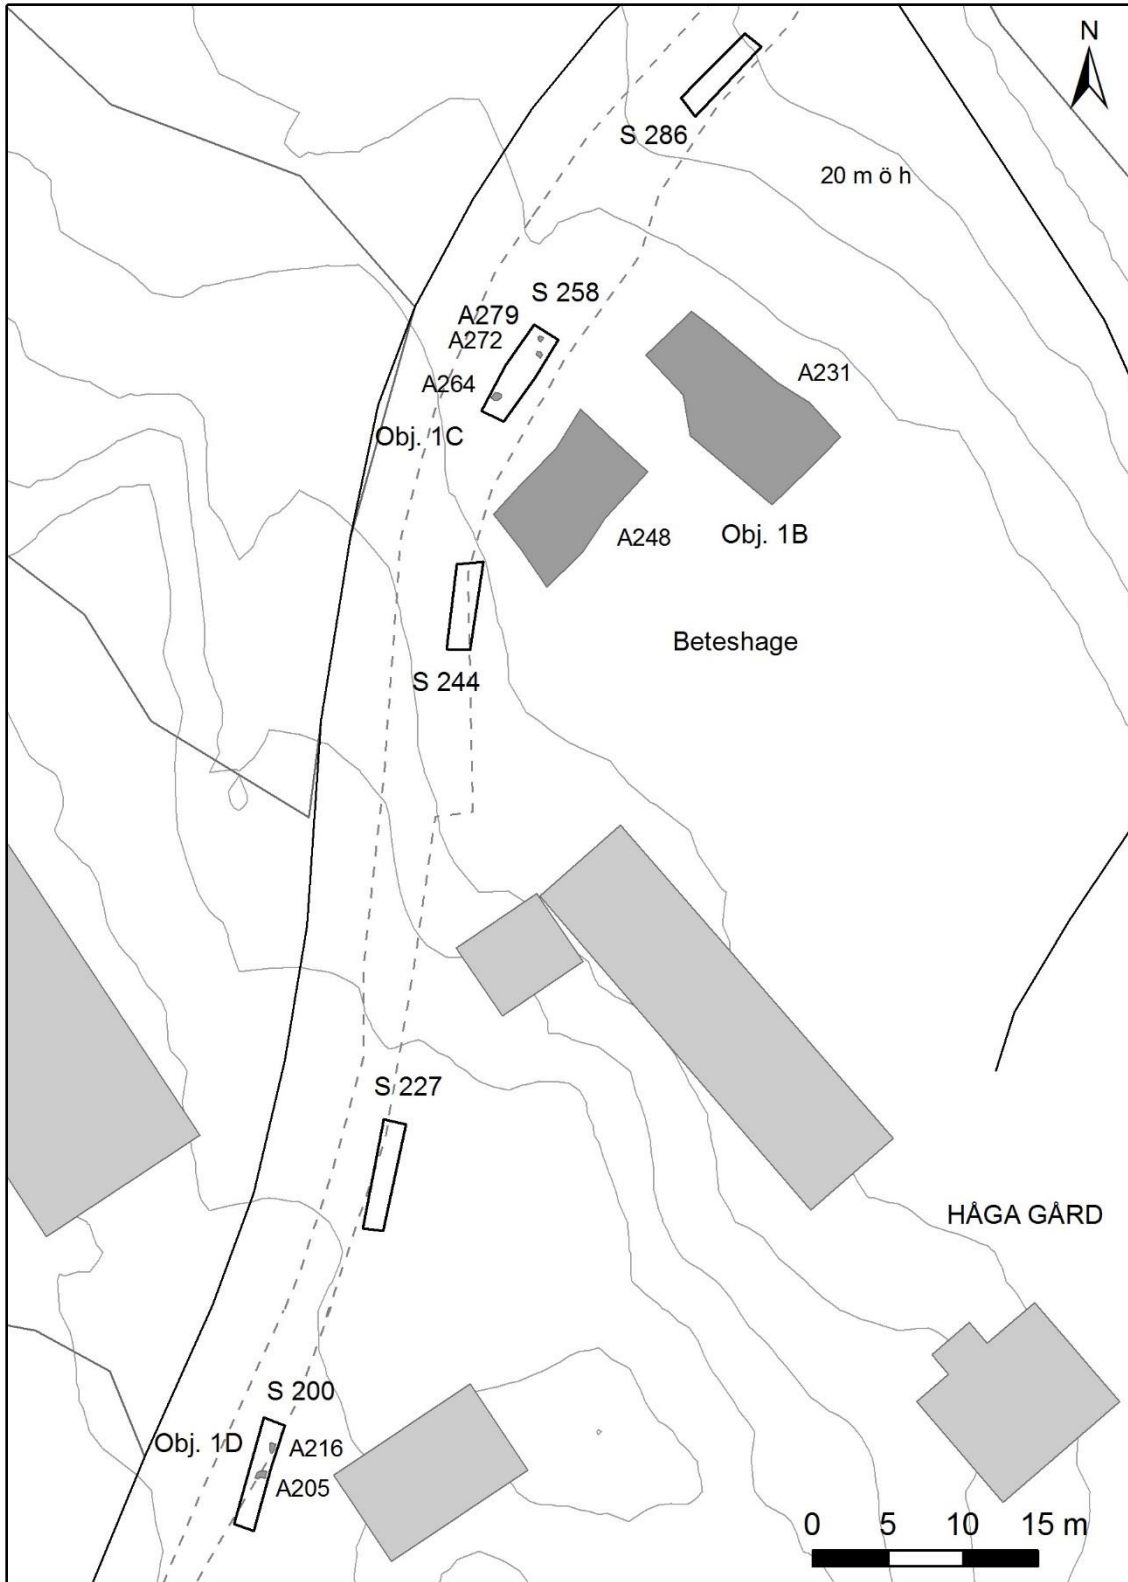 N
S 286
20 m ö h
S 258
A279
A272
A231
A264
Obj. 1C
A248
Obj. 1B
Beteshage
S 244
S 227
HÅGA GÅRD
S 200
Obj. 1D
A216
A205
0 5 10 15 m